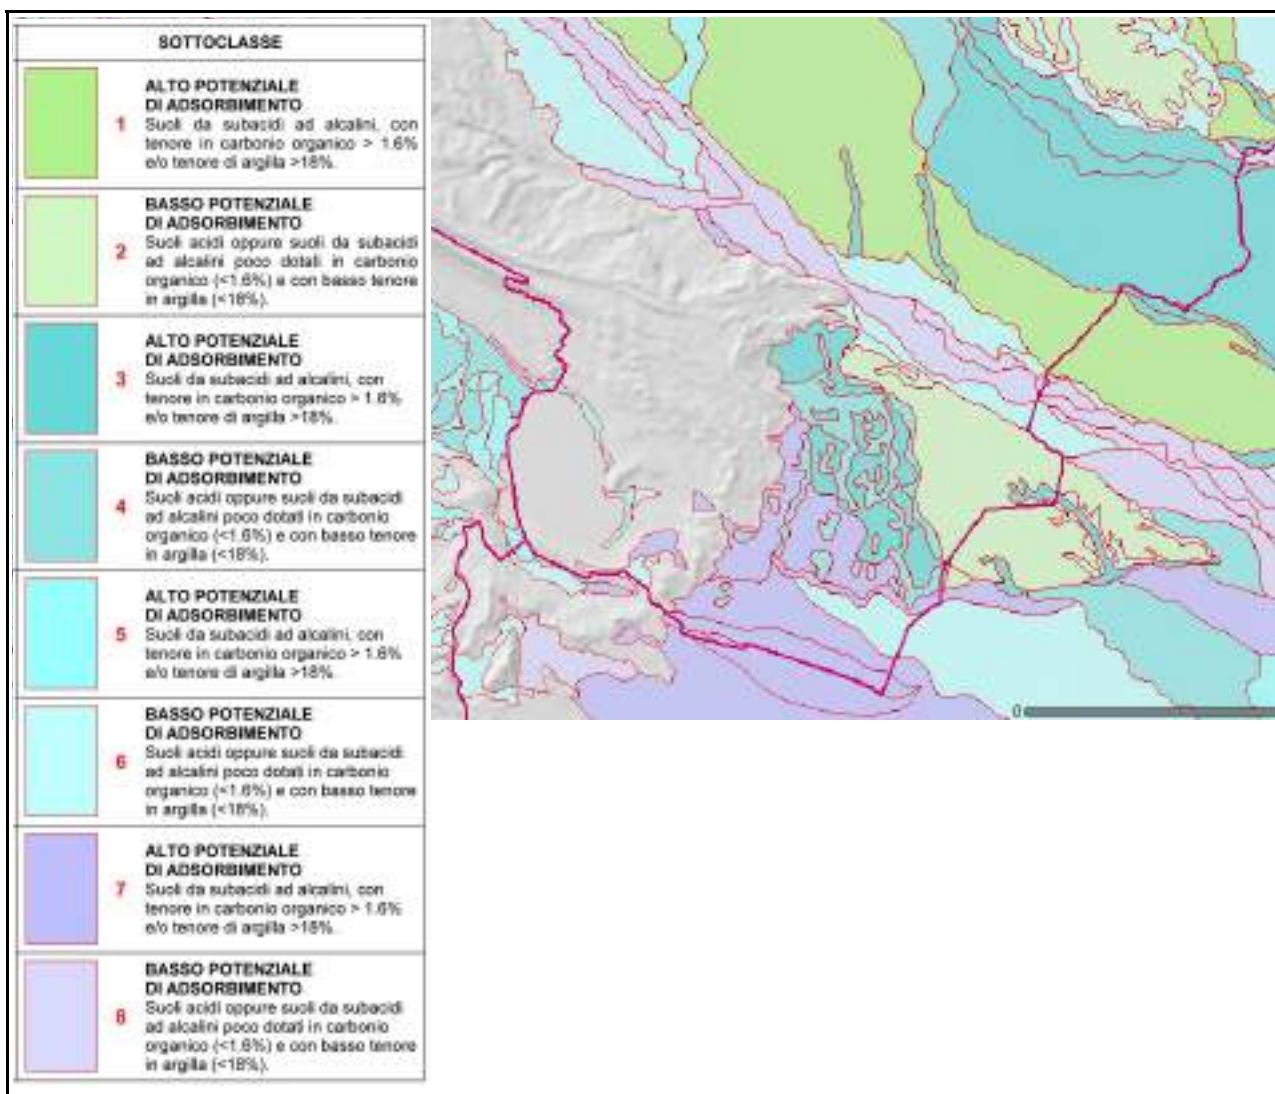 SOTTOCLASSE
ALTO POTENZIALE
DI ADSORBIMENTO
1
Suoli da subacidi ad alcalini, con
tenore in carbonio organico > 1.6%
e/o tenore di argilla >18%.
BASSO POTENZIALE
DI ADSORBIMENTO
2
Suoli acidi oppure suoli da subacidi
ad alcalini poco dotati in carbonio
organico (<1.6%) e con basso tenore
in argilla (<18%).
ALTO POTENZIALE
DI ADSORBIMENTO
3
Suoli da subacidi ad alcalini, con
tenore in carbonio organico > 1.6%
e/o tenore di argilla >18%.
BASSO POTENZIALE
DI ADSORBIMENTO
4
Suoli acidi oppure suoli da subacidi
ad alcalini poco dotati in carbonio
organico (<1.6%) e con basso tenore
in argilla (<18%).
ALTO POTENZIALE
DI ADSORBIMENTO
5
Suoli da subacidi ad alcalini, con
tenore in carbonio organico > 1.6%
e/o tenore di argilla >18%.
BASSO POTENZIALE
DI ADSORBIMENTO
6
Suoli acidi oppure suoli da subacidi
ad alcalini poco dotati in carbonio
organico (<1.6%) e con basso tenore
in argilla (<18%).
ALTO POTENZIALE
DI ADSORBIMENTO
7
Suoli da subacidi ad alcalini, con
tenore in carbonio organico > 1.6%
e/o tenore di argilla >18%.
BASSO POTENZIALE
DI ADSORBIMENTO
8
Suoli acidi oppure suoli da subacidi
ad alcalini poco dotati in carbonio
organico (<1.6%) e con basso tenore
in argilla (<18%).
0